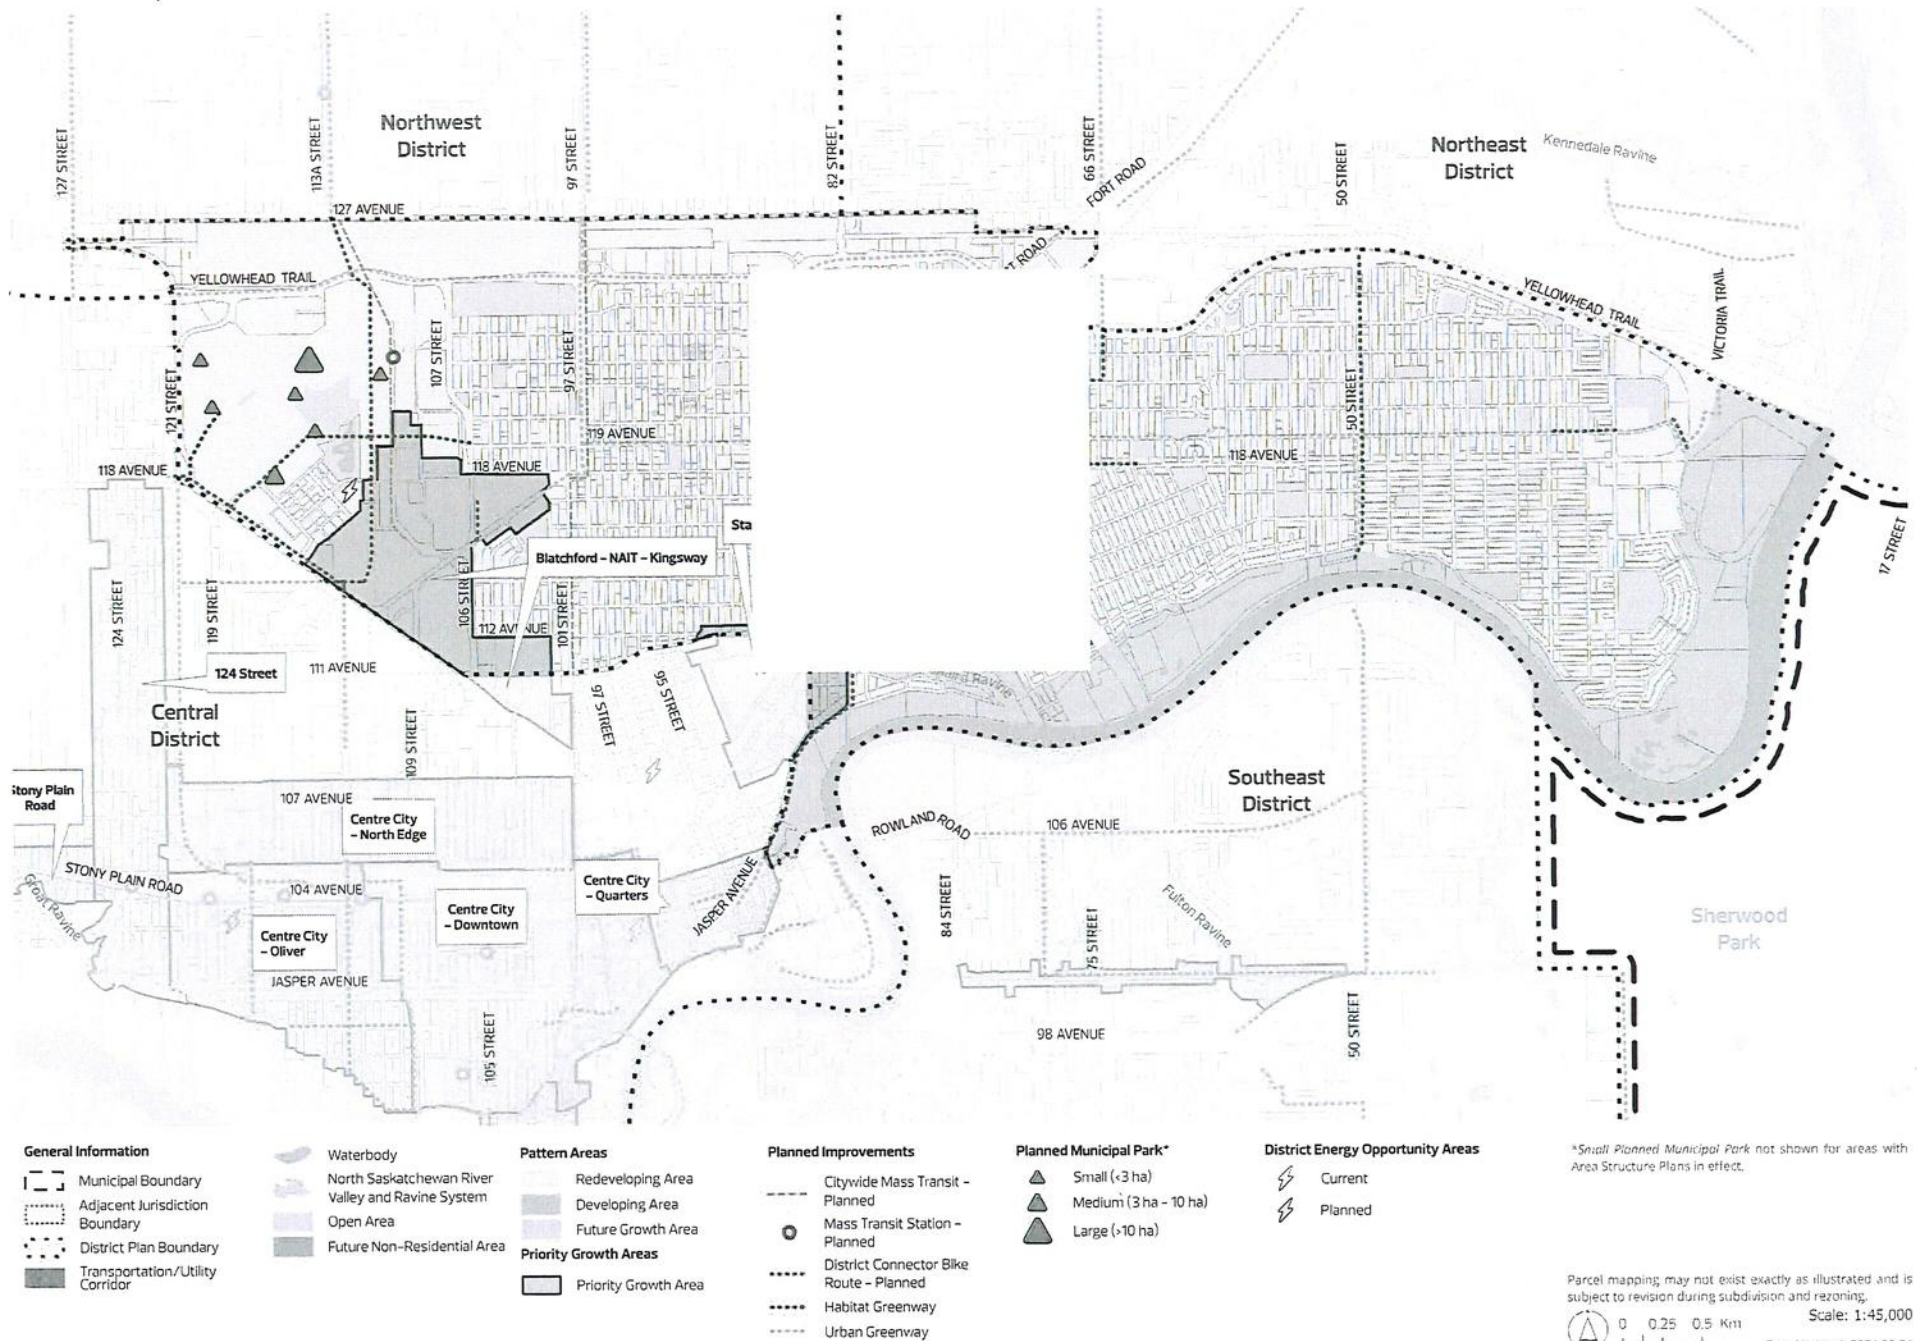 Northwest
District
Northeast
District
Kennedale Ravine
127 STREET
113A STREET
97 STREET
82 STREET
66 STREET
FORT ROAD
50 STREET
127 AVENUE
YELLOWHEAD TRAIL
T ROAD
YELLOWHEAD TRAIL
VICTORIA TRAIL
121 STREET
107 STREET
97 STREET
50 STREET
119 AVENUE
118 AVENUE
118 AVENUE
118 AVENUE
17 STREET
Sta
Blatchford – NAIT – Kingsway
124 STREET
119 STREET
106 STREET
101 STREET
112 AVENUE
111 AVENUE
124 Street
Central
District
109 STREET
97 STREET
95 STREET
Ravine
Southeast
District
Stony Plain
Road
107 AVENUE
Centre City
– North Edge
ROWLAND ROAD
106 AVENUE
STONY PLAIN ROAD
Groat Ravine
104 AVENUE
Centre City
– Quarters
JASPER AVENUE
Centre City
– Downtown
Centre City
– Oliver
84 STREET
75 STREET
Fulton Ravine
Sherwood
Park
JASPER AVENUE
105 STREET
98 AVENUE
50 STREET
General Information
Municipal Boundary
Adjacent Jurisdiction
Boundary
District Plan Boundary
Transportation/Utility
Corridor
Waterbody
North Saskatchewan River
Valley and Ravine System
Open Area
Future Non-Residential Area
Pattern Areas
Redeveloping Area
Developing Area
Future Growth Area
Priority Growth Areas
Priority Growth Area
Planned Improvements
Citywide Mass Transit –
Planned
Mass Transit Station –
Planned
District Connector Bike
Route – Planned
Habitat Greenway
Urban Greenway
Planned Municipal Park*
Small (<3 ha)
Medium (3 ha – 10 ha)
Large (>10 ha)
District Energy Opportunity Areas
Current
Planned
*Small Planned Municipal Park not shown for areas with
Area Structure Plans in effect.
Parcel mapping may not exist exactly as illustrated and is
subject to revision during subdivision and rezoning.
Scale: 1:45,000
0 0.25 0.5 Km